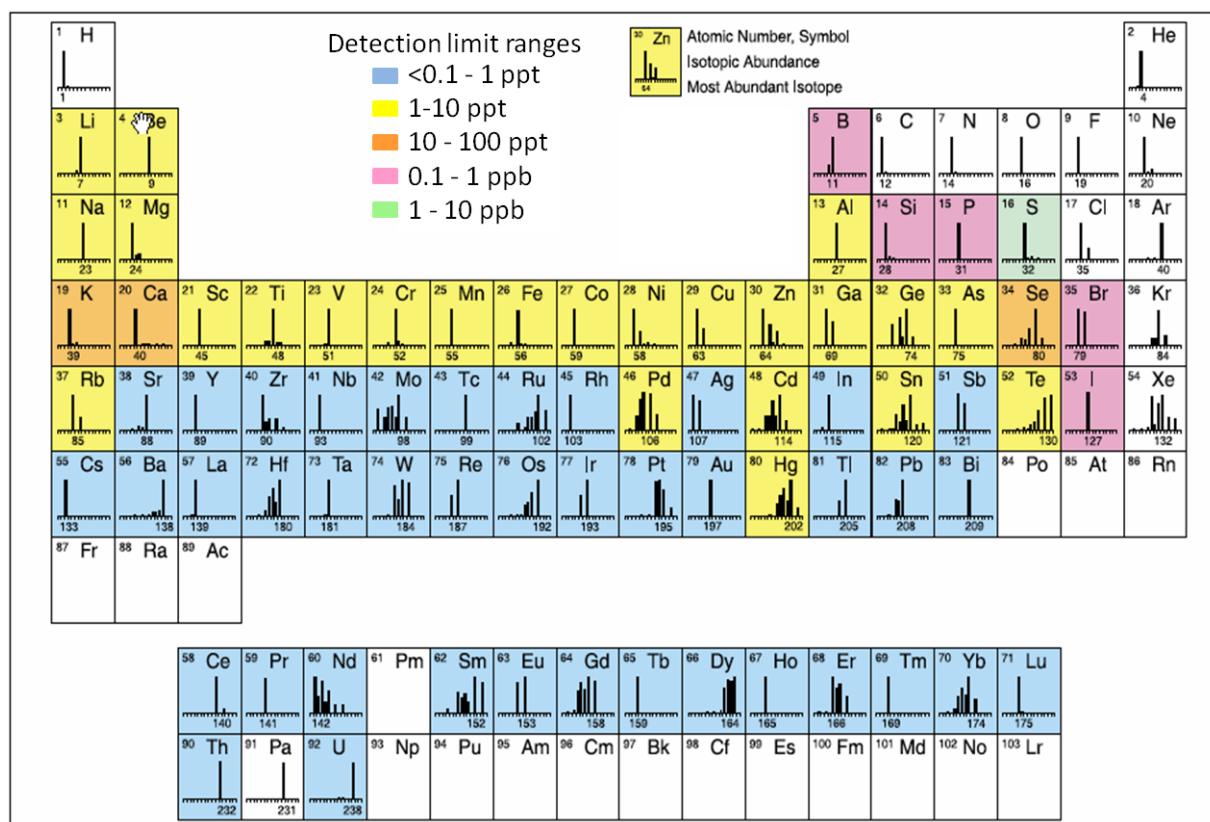 Detection limit ranges
<0.1 - 1 ppt
1-10 ppt
10 - 100 ppt
0.1 - 1 ppb
1 - 10 ppb
30 Zn Atomic Number, Symbol
Isotopic Abundance
64 Most Abundant Isotope
1 H 2 He
1 4
3 Li 4 Be 5 B 6 C 7 N 8 O 9 F 10 Ne
7 9 11 12 14 16 19 20
11 Na 12 Mg 13 Al 14 Si 15 P 16 S 17 Cl 18 Ar
23 24 27 28 31 32 35 40
19 K 20 Ca 21 Sc 22 Ti 23 V 24 Cr 25 Mn 26 Fe 27 Co 28 Ni 29 Cu 30 Zn 31 Ga 32 Ge 33 As 34 Se 35 Br 36 Kr
39 40 45 48 51 52 55 56 59 58 63 64 69 74 75 80 79 84
37 Rb 38 Sr 39 Y 40 Zr 41 Nb 42 Mo 43 Tc 44 Ru 45 Rh 46 Pd 47 Ag 48 Cd 49 In 50 Sn 51 Sb 52 Te 53 I 54 Xe
85 88 89 90 93 98 99 102 103 106 107 114 115 120 121 130 127 132
55 Cs 56 Ba 57 La 72 Hf 73 Ta 74 W 75 Re 76 Os 77 Ir 78 Pt 79 Au 80 Hg 81 Tl 82 Pb 83 Bi 84 Po 85 At 86 Rn
133 138 139 180 181 184 187 192 193 195 197 202 205 208 209
87 Fr 88 Ra 89 Ac
58 Ce 59 Pr 60 Nd 61 Pm 62 Sm 63 Eu 64 Gd 65 Tb 66 Dy 67 Ho 68 Er 69 Tm 70 Yb 71 Lu
140 141 142 152 153 158 159 164 165 166 169 174 175
90 Th 91 Pa 92 U 93 Np 94 Pu 95 Am 96 Cm 97 Bk 98 Cf 99 Es 100 Fm 101 Md 102 No 103 Lr
232 231 238